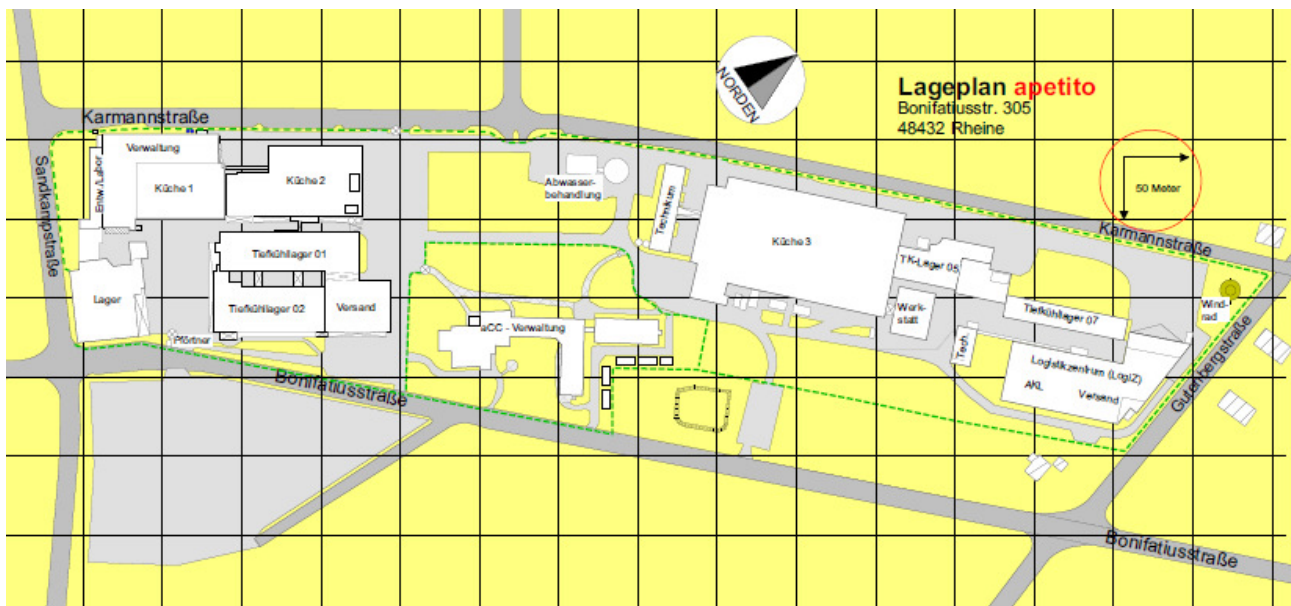 NORDEN
Lageplan apetito
Bonifatiusstr. 305
48432 Rheine
Karmannstraße
Sandkampstraße
Verwaltung
Entw./Labor
Küche 1
Küche 2
Abwasser-
behandlung
Technikum
50 Meter
Karmannstraße
Küche 3
Tiefkühllager 01
TK-Lager 05
Lager
Tiefkühllager 02
Versand
Werk-
statt
Tiefkühllager 07
Wind-
rad
aCC - Verwaltung
Pförtner
Tech.
Logistikzentrum (LogIZ)
AKL
Versand
Gutenbergstraße
Bonifatiusstraße
Bonifatiusstraße